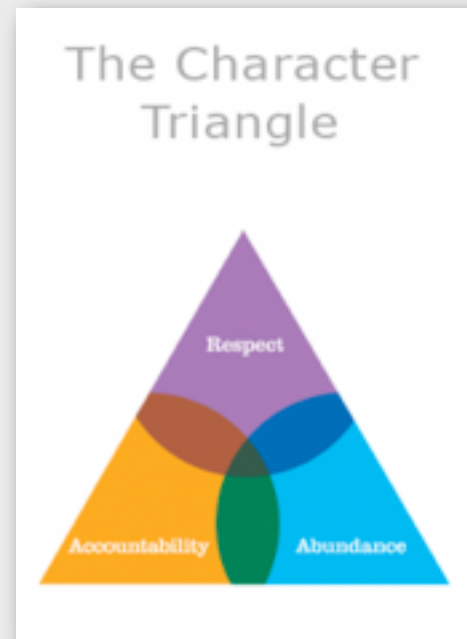 The Character
Triangle
Respect
Accountability
Abundance